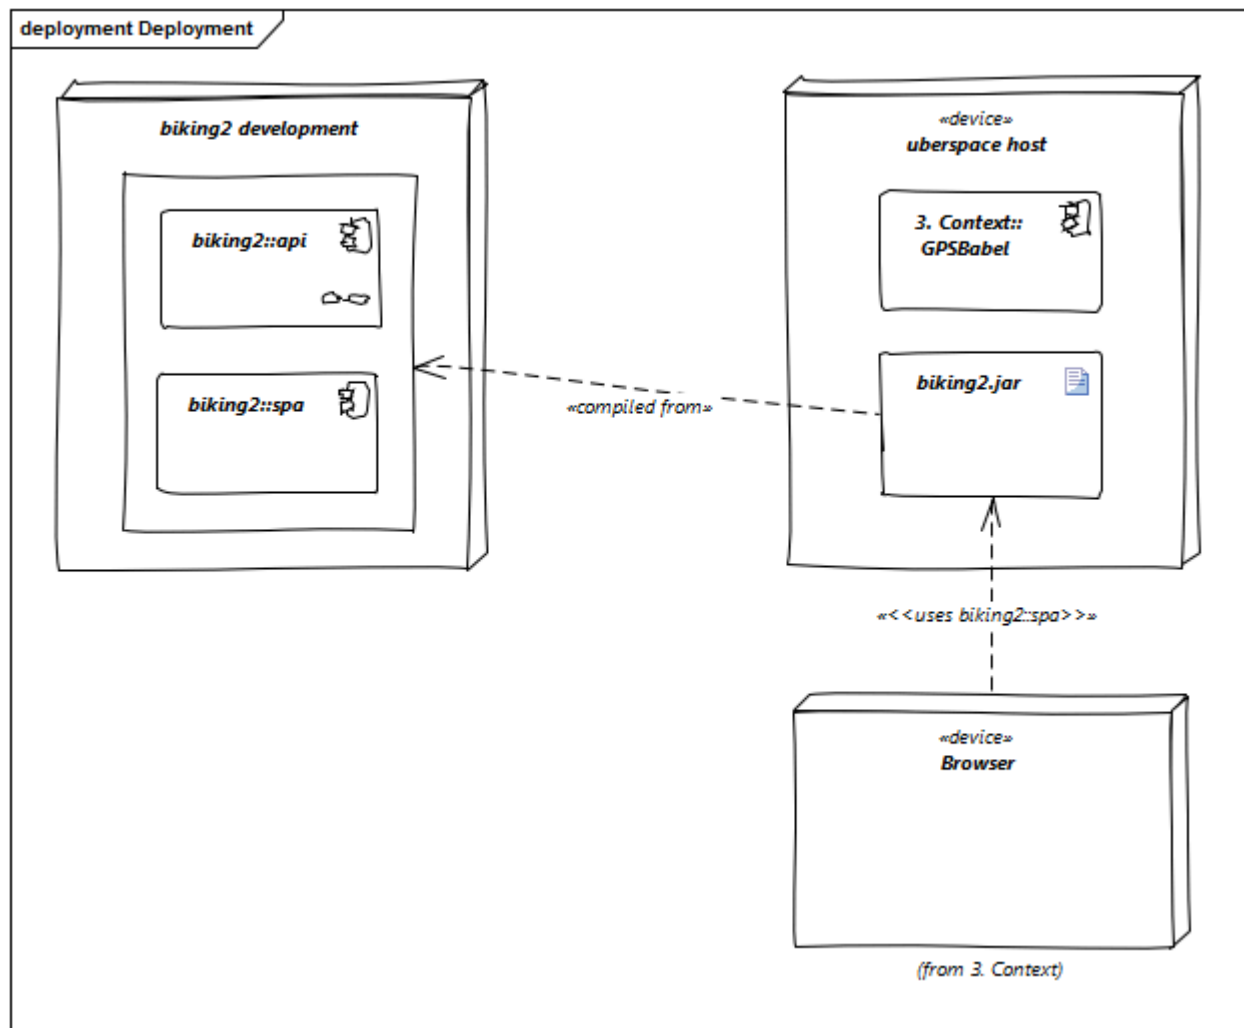 deployment Deployment
biking2 development
biking2::api
biking2::spa
«compiled from»
«device»
uberspace host
3. Context::
GPSBabel
biking2.jar
«<<uses biking2::spa>>»
«device»
Browser
(from 3. Context)